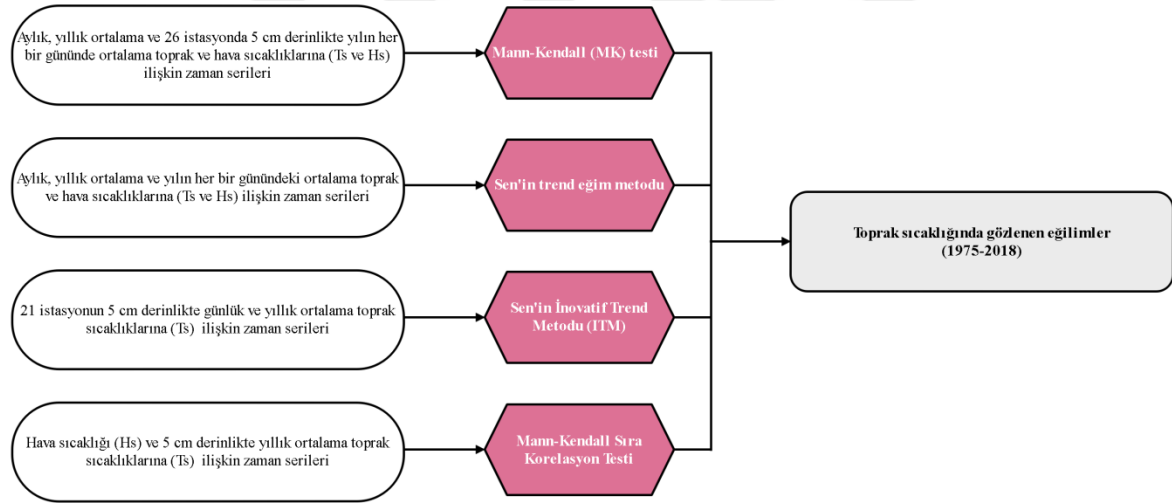 Aylık, yıllık ortalama ve 26 istasyonda 5 cm derinlikte yılın her
bir gününde ortalama toprak ve hava sıcaklıklarına (Ts ve Hs)
ilişkin zaman serileri
Mann-Kendall (MK) testi
Aylık, yıllık ortalama ve yılın her bir günündeki ortalama toprak
ve hava sıcaklıklarına (Ts ve Hs) ilişkin zaman serileri
Sen'in trend eğim metodu
21 istasyonun 5 cm derinlikte günlük ve yıllık ortalama toprak
sıcaklıklarına (Ts) ilişkin zaman serileri
Sen'in İnovatif Trend
Metodu (ITM)
Hava sıcaklığı (Hs) ve 5 cm derinlikte yıllık ortalama toprak
sıcaklıklarına (Ts) ilişkin zaman serileri
Mann-Kendall Sıra
Korelasyon Testi
Toprak sıcaklığında gözlenen eğilimler
(1975-2018)